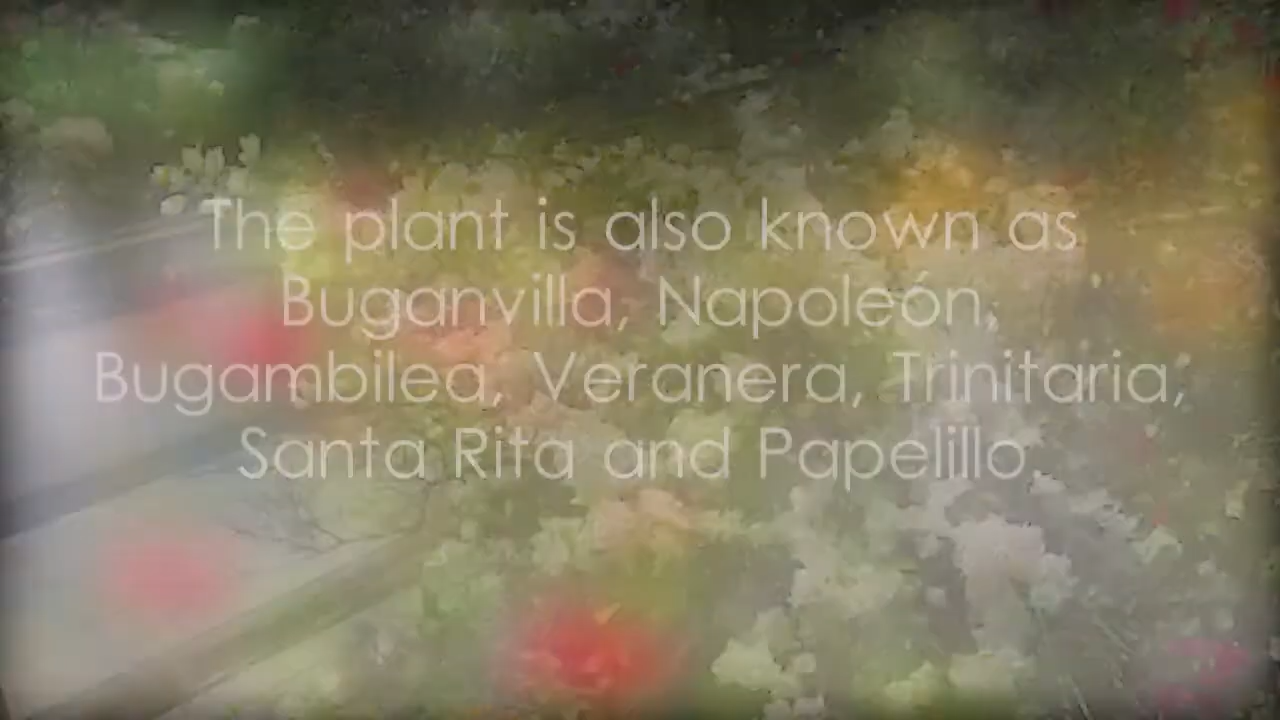 The plant is also known as
Buganvilla, Napoleón,
Bugambilea, Veranera, Trinitaria,
Santa Rita and Papelillo.